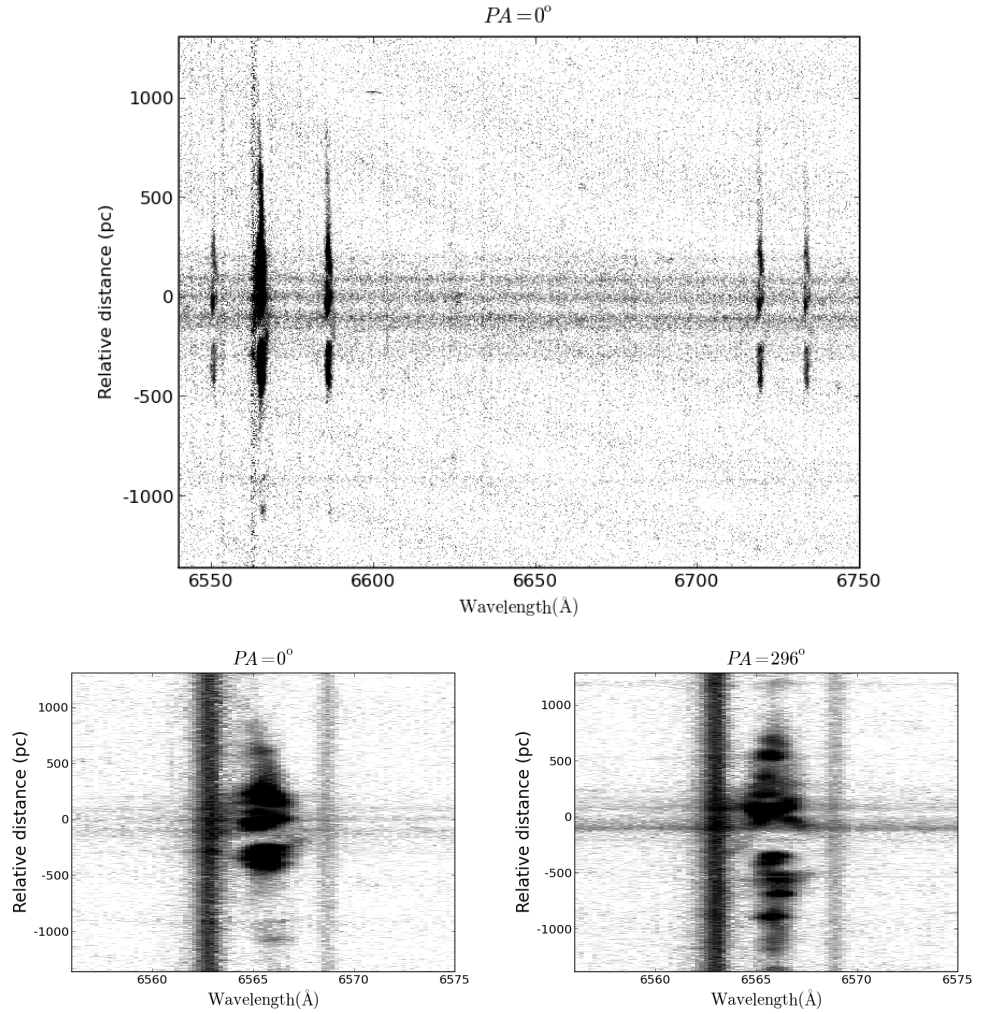 PA = 0°
1000
500
0
-500
-1000
Relative distance (pc)
6550 6600 6650 6700 6750
Wavelength(Å)
PA = 0°
1000
500
0
-500
-1000
Relative distance (pc)
6560 6565 6570 6575
Wavelength(Å)
PA = 296°
1000
500
0
-500
-1000
Relative distance (pc)
6560 6565 6570 6575
Wavelength(Å)